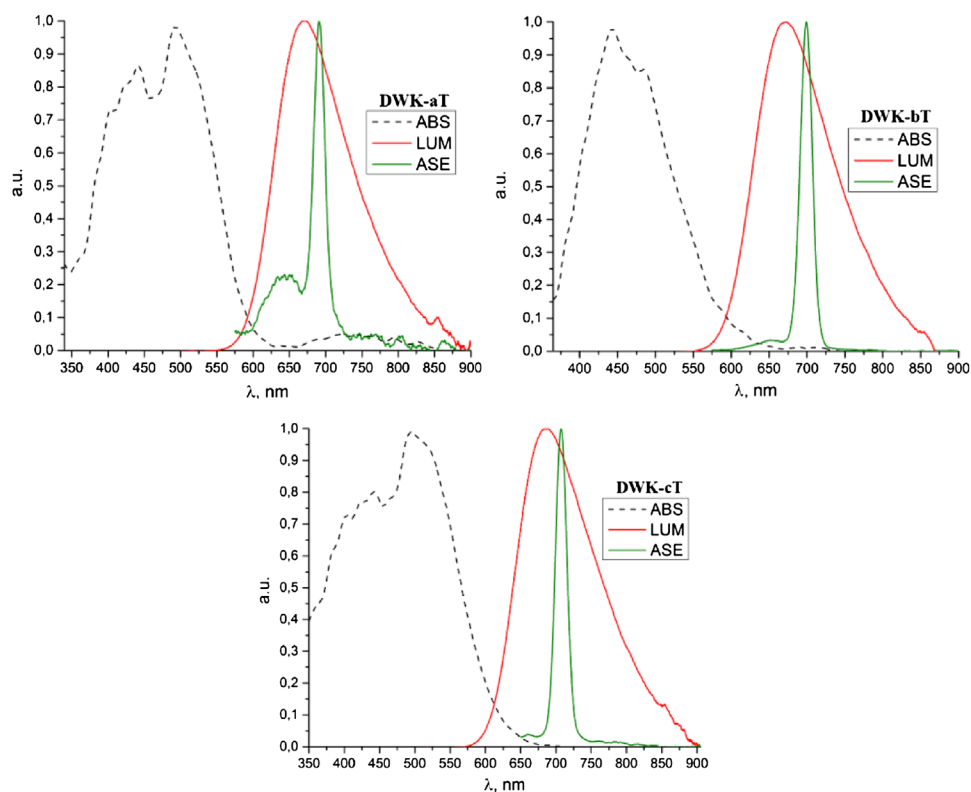 1,0
0,9
0,8
0,7
0,6
0,5
0,4
0,3
0,2
0,1
0,0
a.u.
350 400 450 500 550 600 650 700 750 800 850 900
λ, nm
DWK-aT
ABS
LUM
ASE
1,0
0,9
0,8
0,7
0,6
0,5
0,4
0,3
0,2
0,1
0,0
a.u.
400 450 500 550 600 650 700 750 800 850 900
λ, nm
DWK-bT
ABS
LUM
ASE
1,0
0,9
0,8
0,7
0,6
0,5
0,4
0,3
0,2
0,1
0,0
a.u.
350 400 450 500 550 600 650 700 750 800 850 900
λ, nm
DWK-cT
ABS
LUM
ASE